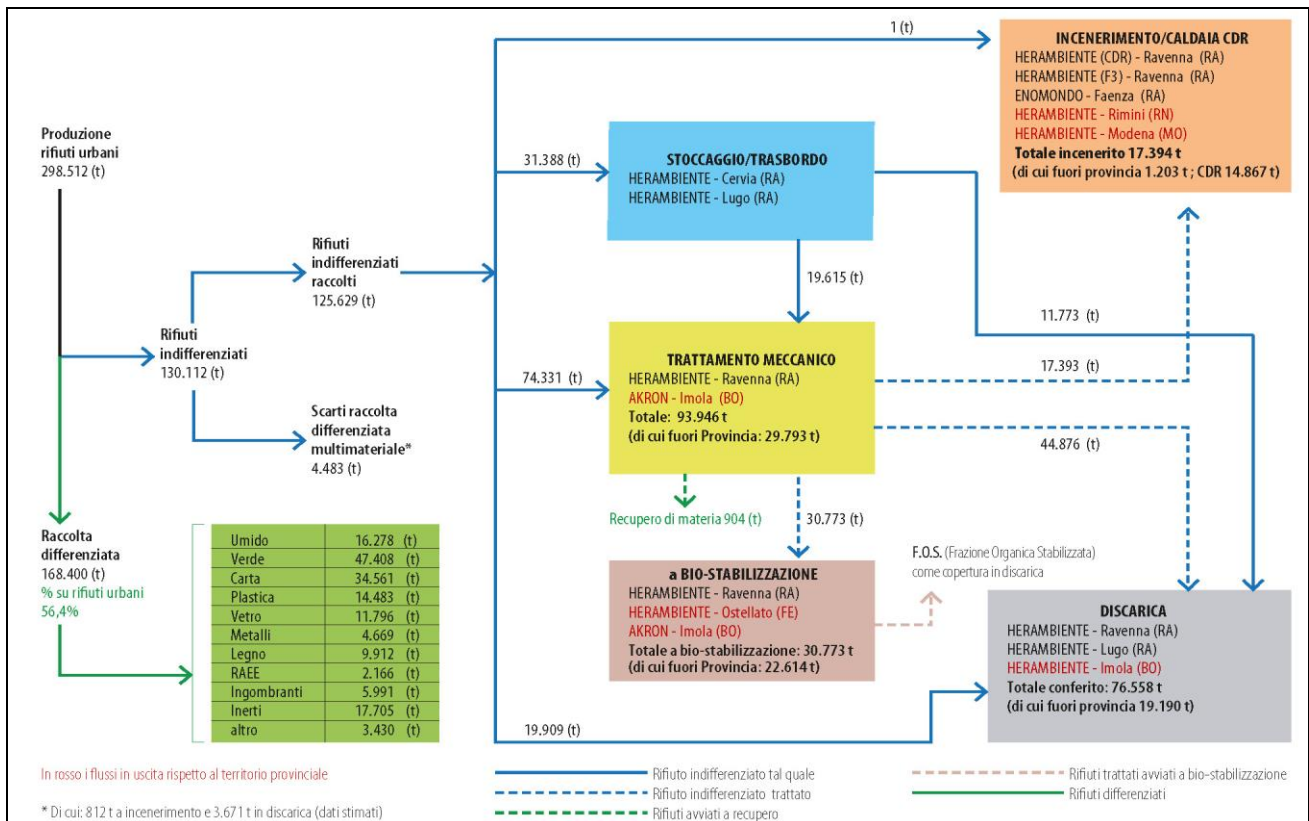 Produzione
rifiuti urbani
298.512 (t)
Rifiuti
indifferenziati
130.112 (t)
Rifiuti
indifferenziati
raccolti
125.629 (t)
Scarti raccolta
differenziata
multimateriale*
4.483 (t)
Raccolta
differenziata
168.400 (t)
% su rifiuti urbani
56,4%
Umido 16.278 (t)
Verde 47.408 (t)
Carta 34.561 (t)
Plastica 14.483 (t)
Vetro 11.796 (t)
Metalli 4.669 (t)
Legno 9.912 (t)
RAEE 2.166 (t)
Ingombranti 5.991 (t)
Inerti 17.705 (t)
altro 3.430 (t)
1 (t)
31.388 (t)
74.331 (t)
19.909 (t)
STOCCAGGIO/TRASBORDO
HERAMBIENTE - Cervia (RA)
HERAMBIENTE - Lugo (RA)
19.615 (t)
TRATTAMENTO MECCANICO
HERAMBIENTE - Ravenna (RA)
AKRON - Imola (BO)
Totale: 93.946 t
(di cui fuori Provincia: 29.793 t)
Recupero di materia 904 (t)
30.773 (t)
a BIO-STABILIZZAZIONE
HERAMBIENTE - Ravenna (RA)
HERAMBIENTE - Ostellato (FE)
AKRON - Imola (BO)
Totale a bio-stabilizzazione: 30.773 t
(di cui fuori Provincia: 22.614 t)
INCENERIMENTO/CALDAIA CDR
HERAMBIENTE (CDR) - Ravenna (RA)
HERAMBIENTE (F3) - Ravenna (RA)
ENOMONDO - Faenza (RA)
HERAMBIENTE - Rimini (RN)
HERAMBIENTE - Modena (MO)
Totale incenerito 17.394 t
(di cui fuori provincia 1.203 t ; CDR 14.867 t)
11.773 (t)
17.393 (t)
44.876 (t)
F.O.S. (Frazione Organica Stabilizzata)
come copertura in discarica
DISCARICA
HERAMBIENTE - Ravenna (RA)
HERAMBIENTE - Lugo (RA)
HERAMBIENTE - Imola (BO)
Totale conferito: 76.558 t
(di cui fuori provincia 19.190 t)
In rosso i flussi in uscita rispetto al territorio provinciale
* Di cui: 812 t a incenerimento e 3.671 t in discarica (dati stimati)
Rifiuto indifferenziato tal quale
Rifiuto indifferenziato trattato
Rifiuti avviati a recupero
Rifiuti trattati avviati a bio-stabilizzazione
Rifiuti differenziati